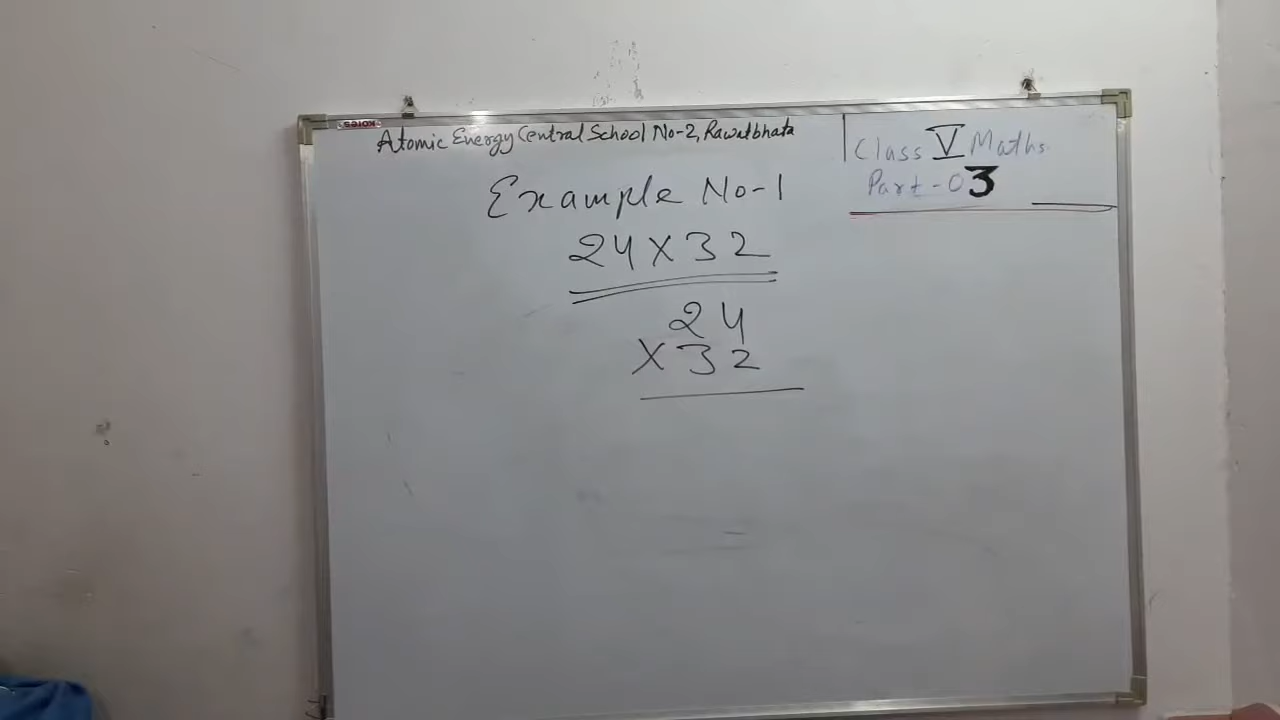 Atomic Energy Central School No-2, Rawatbhata
Class V Maths
Part-03
Example No-1
24 X 32
24
X 32